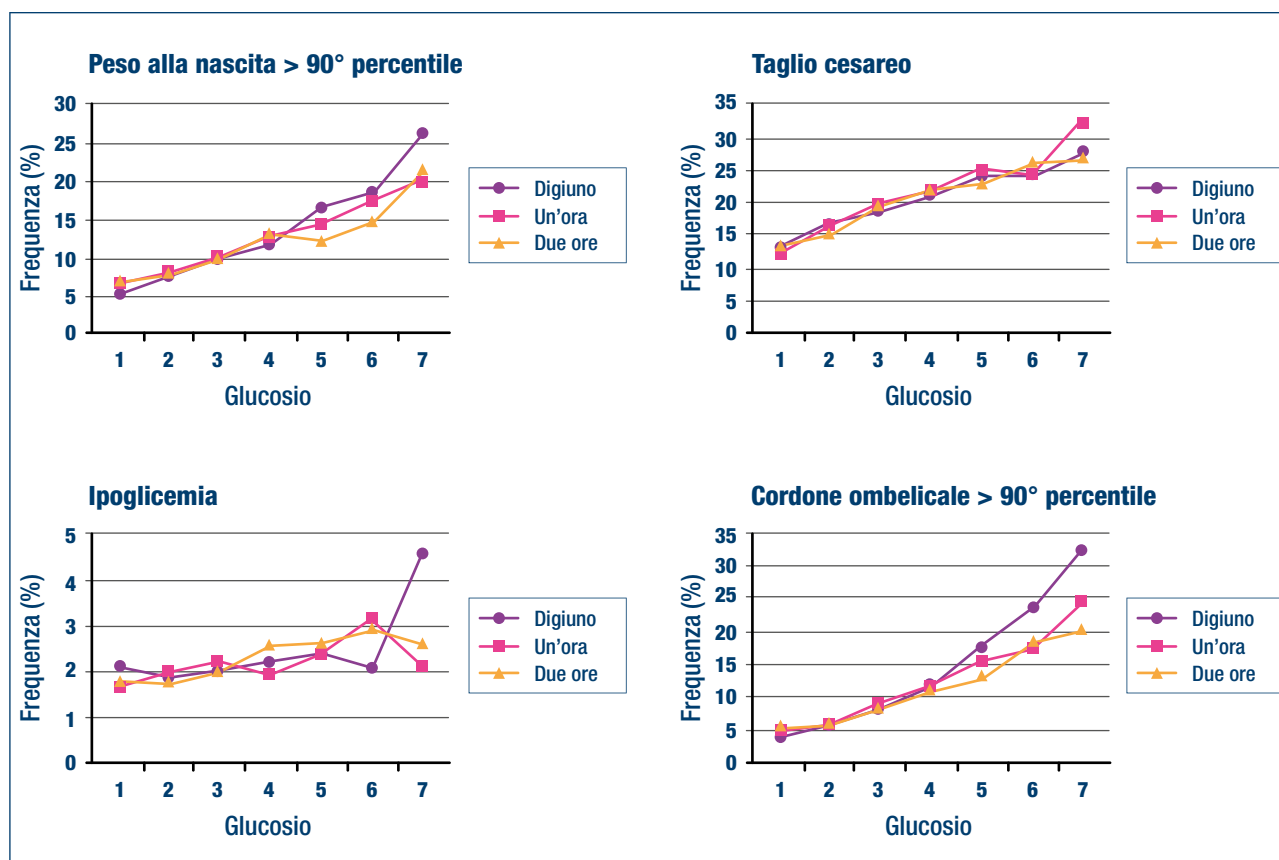 Peso alla nascita > 90° percentile
Frequenza (%)
30
25
20
15
10
5
0
1 2 3 4 5 6 7
Glucosio
Digiuno
Un'ora
Due ore
Taglio cesareo
Frequenza (%)
35
30
25
20
15
10
5
0
1 2 3 4 5 6 7
Glucosio
Digiuno
Un'ora
Due ore
Ipoglicemia
Frequenza (%)
5
4
3
2
1
0
1 2 3 4 5 6 7
Glucosio
Digiuno
Un'ora
Due ore
Cordone ombelicale > 90° percentile
Frequenza (%)
35
30
25
20
15
10
5
0
1 2 3 4 5 6 7
Glucosio
Digiuno
Un'ora
Due ore